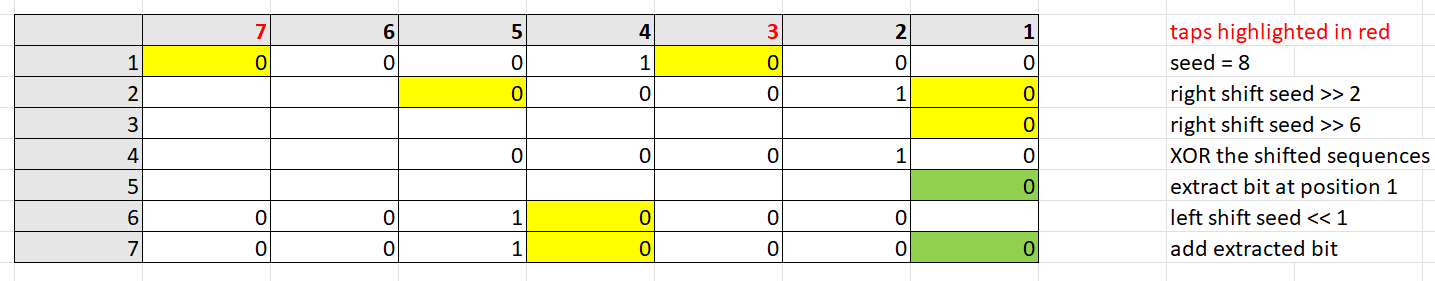 7 6 5 4 3 2 1 taps highlighted in red
1 0 0 0 1 0 0 0 seed = 8
2 0 0 0 1 0 right shift seed >> 2
3 0 right shift seed >> 6
4 0 0 0 1 0 XOR the shifted sequences
5 0 extract bit at position 1
6 0 0 1 0 0 0 left shift seed << 1
7 0 0 1 0 0 0 0 add extracted bit